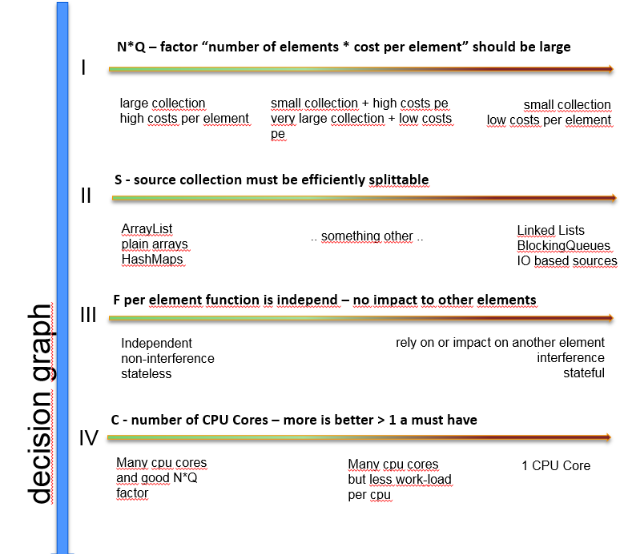 N*Q – factor “number of elements * cost per element” should be large
I
large collection
high costs per element
small collection + high costs pe
very large collection + low costs
pe
small collection
low costs per element
S - source collection must be efficiently splittable
II
ArrayList
plain arrays
HashMaps
.. something other ..
Linked Lists
BlockingQueues
IO based sources
F per element function is independ – no impact to other elements
III
Independent
non-interference
stateless
rely on or impact on another element
interference
stateful
C - number of CPU Cores – more is better > 1 a must have
IV
Many cpu cores
and good N*Q
factor
Many cpu cores
but less work-load
per cpu
1 CPU Core
decision graph